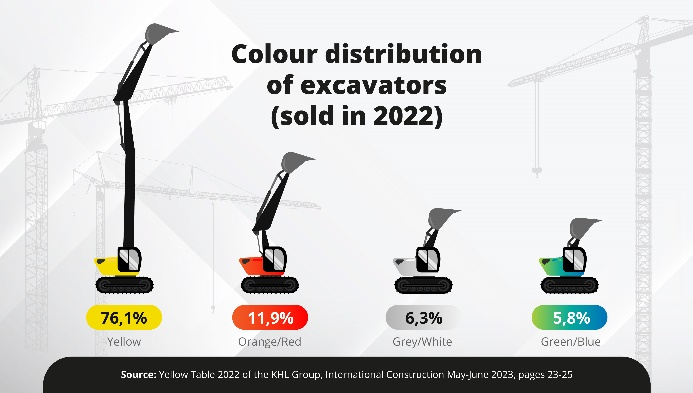 Colour distribution
of excavators
(sold in 2022)
76,1%
11,9%
6,3%
5,8%
Yellow
Orange/Red
Grey/White
Green/Blue
Source: Yellow Table 2022 of the KHL Group, International Construction May-June 2023, pages 23-25